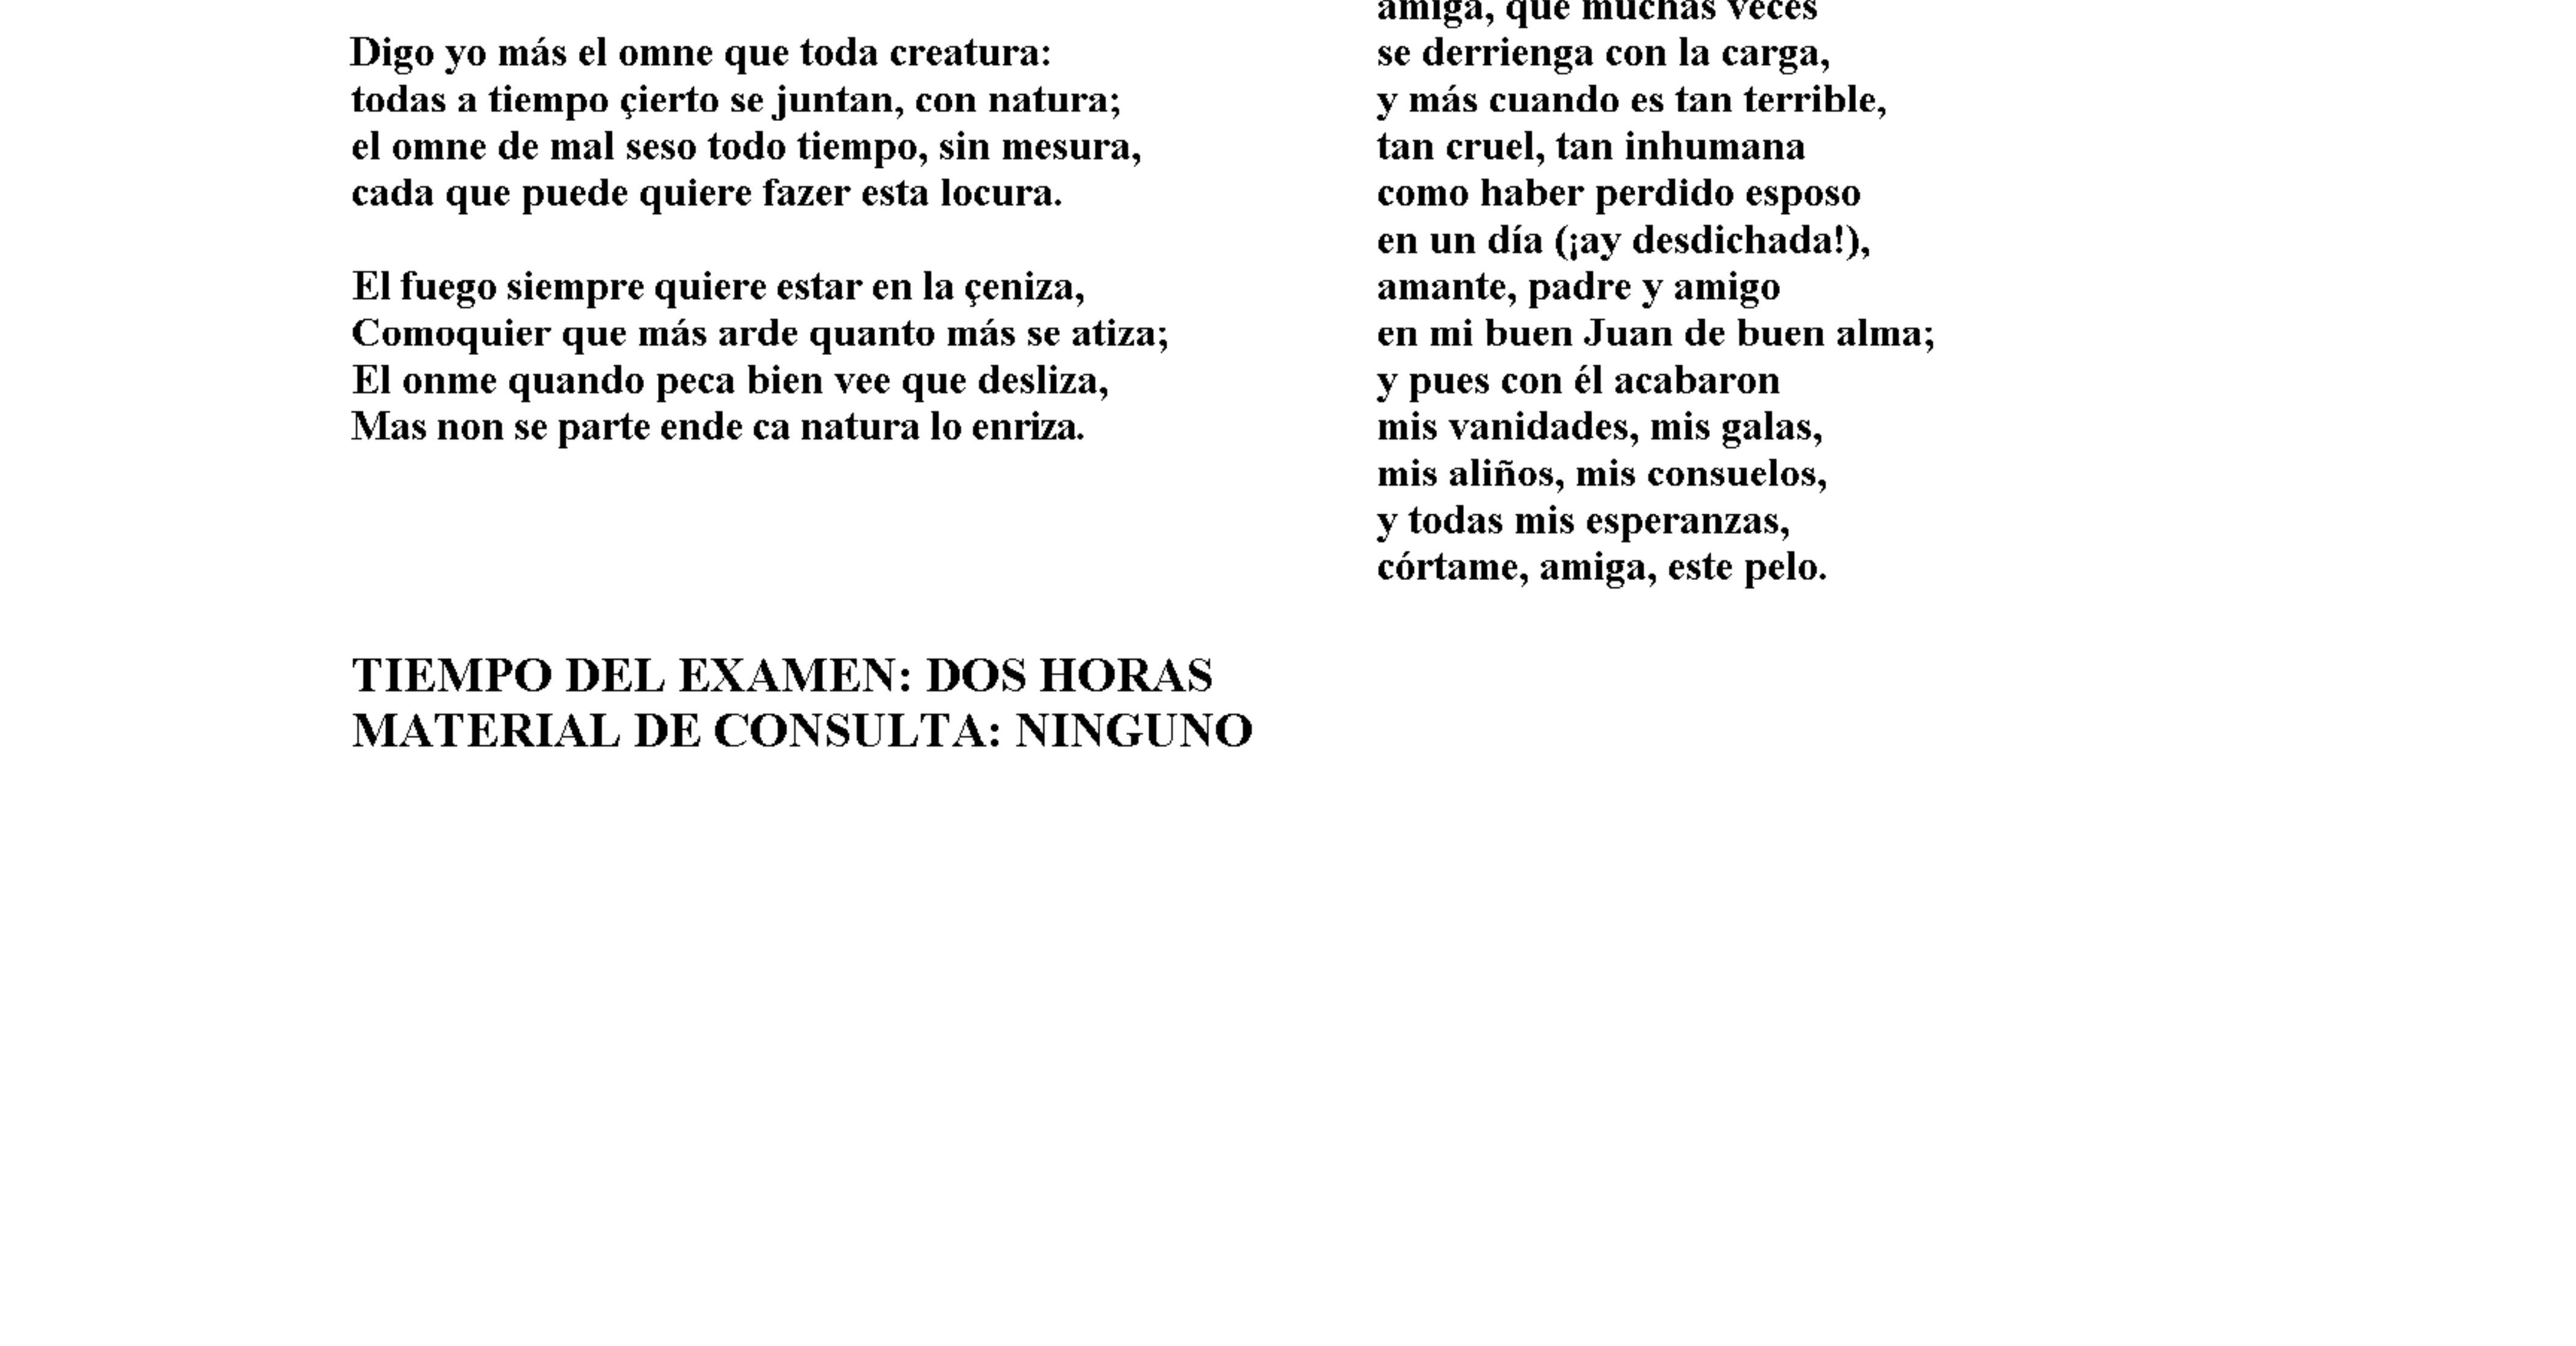 Digo yo más el omne que toda creatura:
todas a tiempo çierto se juntan, con natura;
el omne de mal seso todo tiempo, sin mesura,
cada que puede quiere fazer esta locura.
El fuego siempre quiere estar en la çeniza,
Comoquier que más arde quanto más se atiza;
El onme quando peca bien vee que desliza,
Mas non se parte ende ca natura lo enriza.
amiga, que muchas veces
se derrienga con la carga,
y más cuando es tan terrible,
tan cruel, tan inhumana
como haber perdido esposo
en un día (¡ay desdichada!),
amante, padre y amigo
en mi buen Juan de buen alma;
y pues con él acabaron
mis vanidades, mis galas,
mis aliños, mis consuelos,
y todas mis esperanzas,
córtame, amiga, este pelo.
TIEMPO DEL EXAMEN: DOS HORAS
MATERIAL DE CONSULTA: NINGUNO